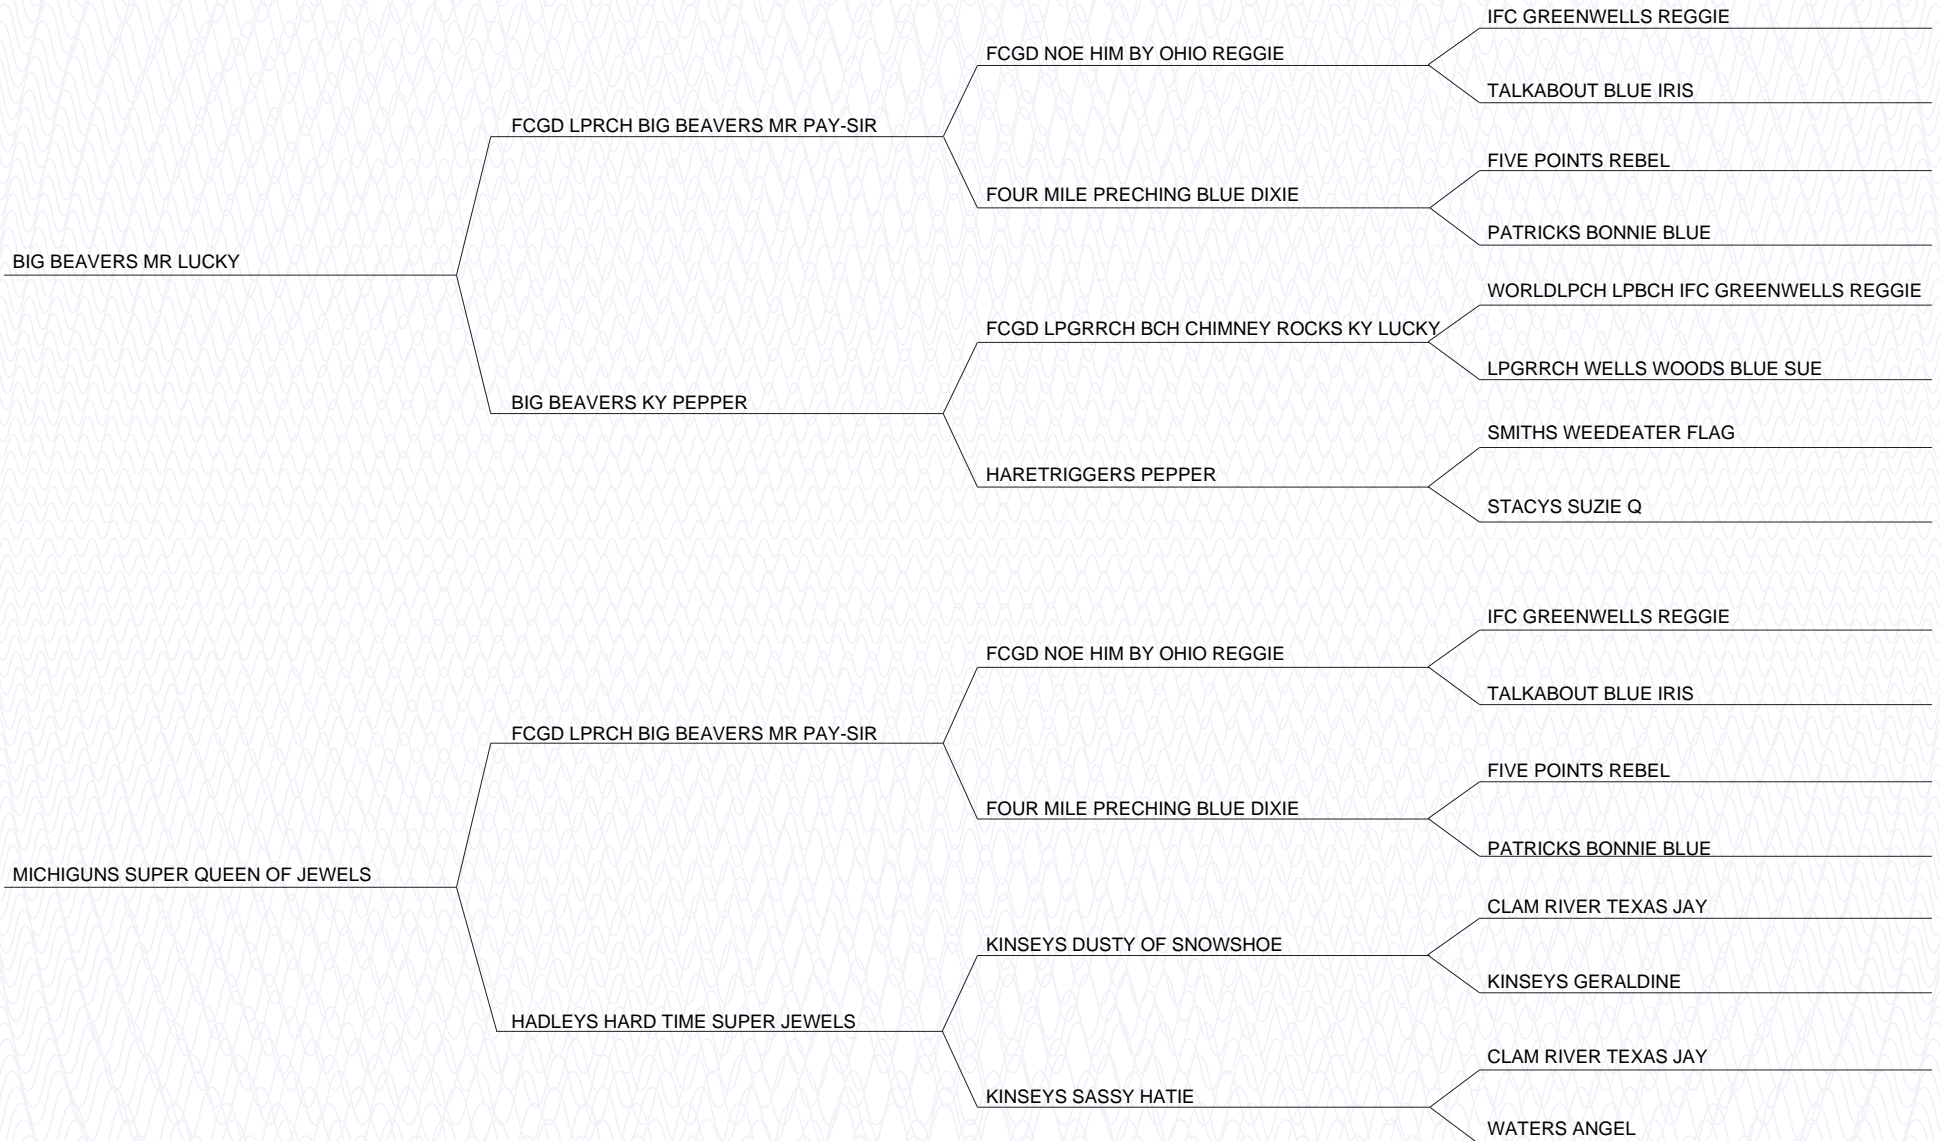 IFC GREENWELLS REGGIE
FCGD NOE HIM BY OHIO REGGIE
TALKABOUT BLUE IRIS
FCGD LPRCH BIG BEAVERS MR PAY-SIR
FIVE POINTS REBEL
FOUR MILE PRECHING BLUE DIXIE
PATRICKS BONNIE BLUE
BIG BEAVERS MR LUCKY
WORLDLPCH LPBCH IFC GREENWELLS REGGIE
FCGD LPGRRCH BCH CHIMNEY ROCKS KY LUCKY
LPGRRCH WELLS WOODS BLUE SUE
BIG BEAVERS KY PEPPER
SMITHS WEEDEATER FLAG
HARETRIGGERS PEPPER
STACYS SUZIE Q
IFC GREENWELLS REGGIE
FCGD NOE HIM BY OHIO REGGIE
TALKABOUT BLUE IRIS
FCGD LPRCH BIG BEAVERS MR PAY-SIR
FIVE POINTS REBEL
FOUR MILE PRECHING BLUE DIXIE
PATRICKS BONNIE BLUE
MICHIGUNS SUPER QUEEN OF JEWELS
CLAM RIVER TEXAS JAY
KINSEYS DUSTY OF SNOWSHOE
KINSEYS GERALDINE
HADLEYS HARD TIME SUPER JEWELS
CLAM RIVER TEXAS JAY
KINSEYS SASSY HATIE
WATERS ANGEL